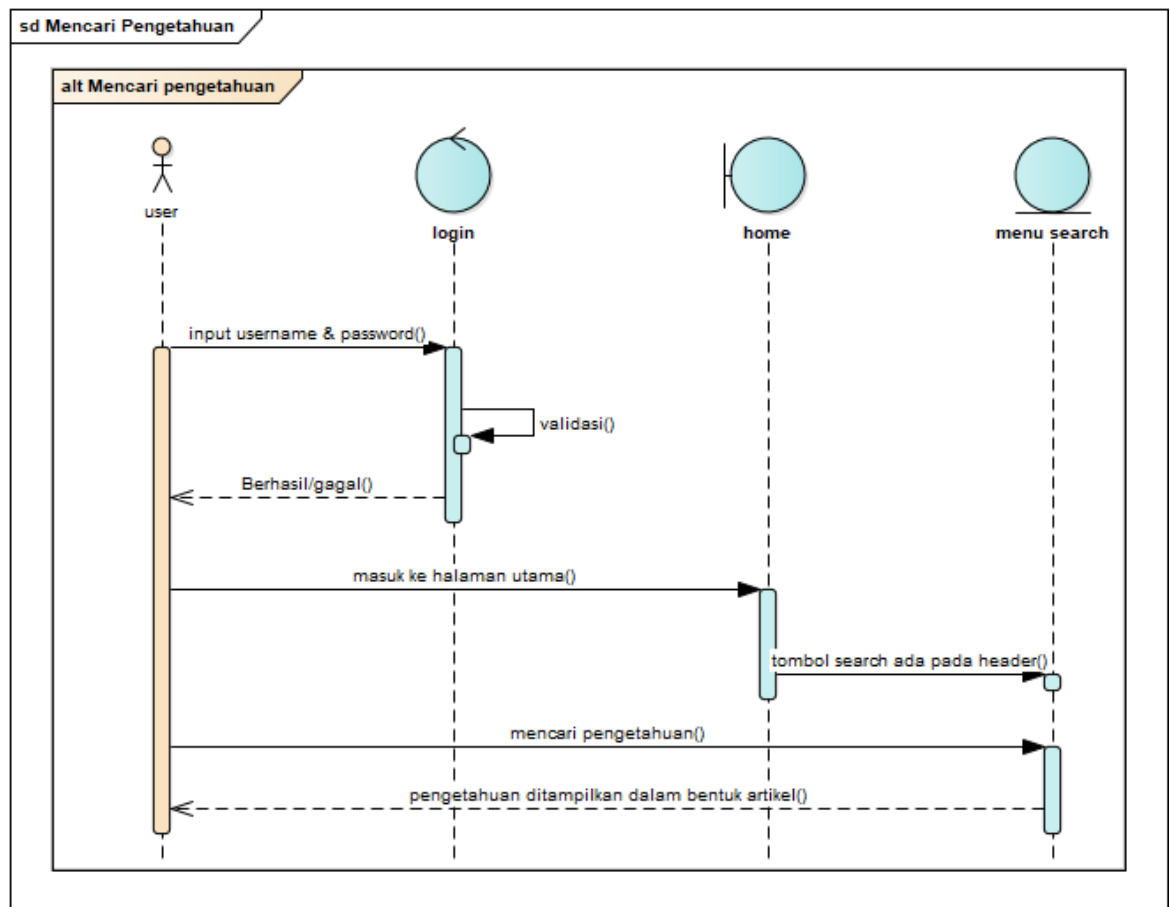 sd Mencari Pengetahuan
alt Mencari pengetahuan
user
login
home
menu search
input username & password()
validasi()
Berhasil/gagal()
masuk ke halaman utama()
tombol search ada pada header()
mencari pengetahuan()
pengetahuan ditampilkan dalam bentuk artikel()